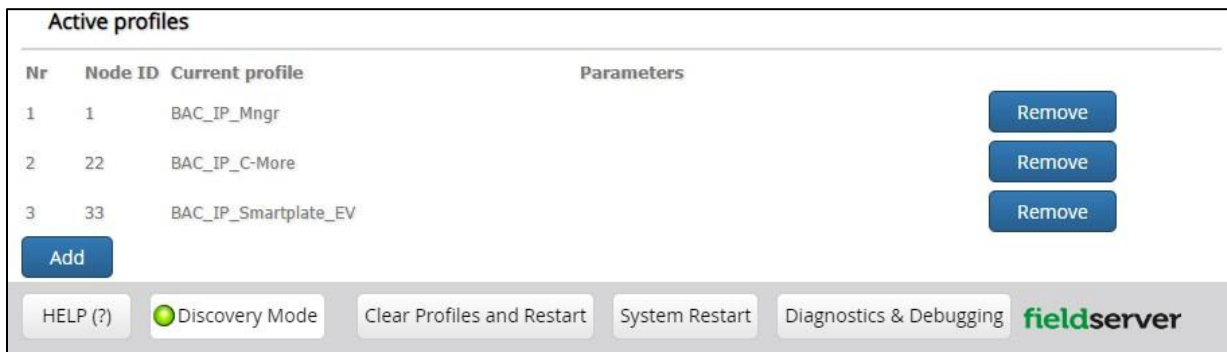 Active profiles
Nr Node ID Current profile Parameters
1 1 BAC_IP_Mngr Remove
2 22 BAC_IP_C-More Remove
3 33 BAC_IP_Smartplate_EV Remove
Add
HELP (?) Discovery Mode Clear Profiles and Restart System Restart Diagnostics & Debugging fieldserver